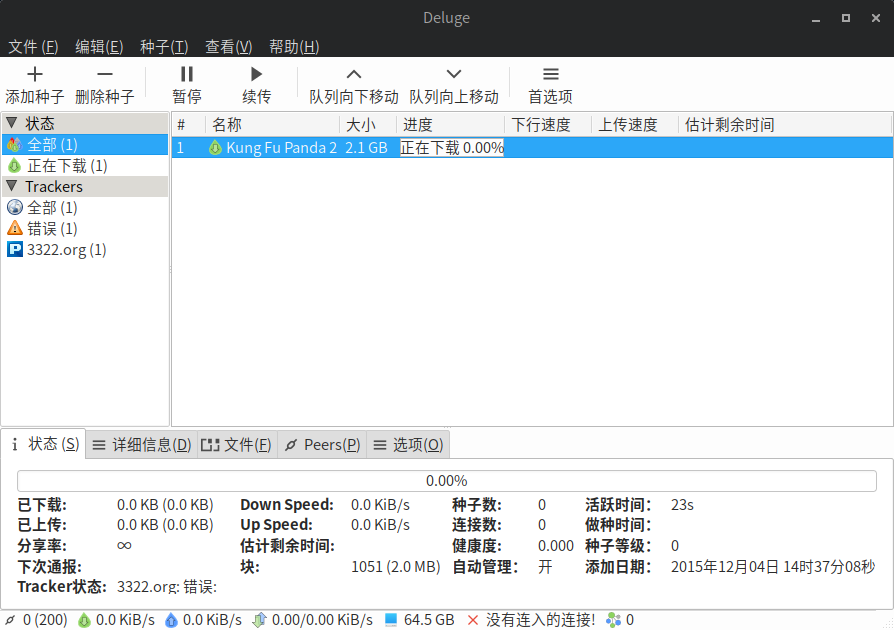 Deluge
文件 (F) 编辑(E) 种子(T) 查看(V) 帮助(H)
添加种子 删除种子 暂停 续传 队列向下移动 队列向上移动 首选项
状态
全部 (1)
正在下载 (1)
Trackers
全部 (1)
错误 (1)
3322.org (1)
# 名称 大小 进度 下行速度 上传速度 估计剩余时间
1 Kung Fu Panda 2 2.1 GB 正在下载 0.00%
状态 (S) 详细信息(D) 文件(F) Peers(P) 选项(O)
0.00%
已下载: 0.0 KB (0.0 KB) Down Speed: 0.0 KiB/s 种子数: 0 活跃时间: 23s
已上传: 0.0 KB (0.0 KB) Up Speed: 0.0 KiB/s 连接数: 0 做种时间:
分享率: ∞ 估计剩余时间: 健康度: 0.000 种子等级: 0
下次通报: 块: 1051 (2.0 MB) 自动管理: 开 添加日期: 2015年12月04日 14时37分08秒
Tracker状态: 3322.org: 错误:
0 (200) 0.0 KiB/s 0.0 KiB/s 0.00/0.00 KiB/s 64.5 GB 没有连入的连接! 0